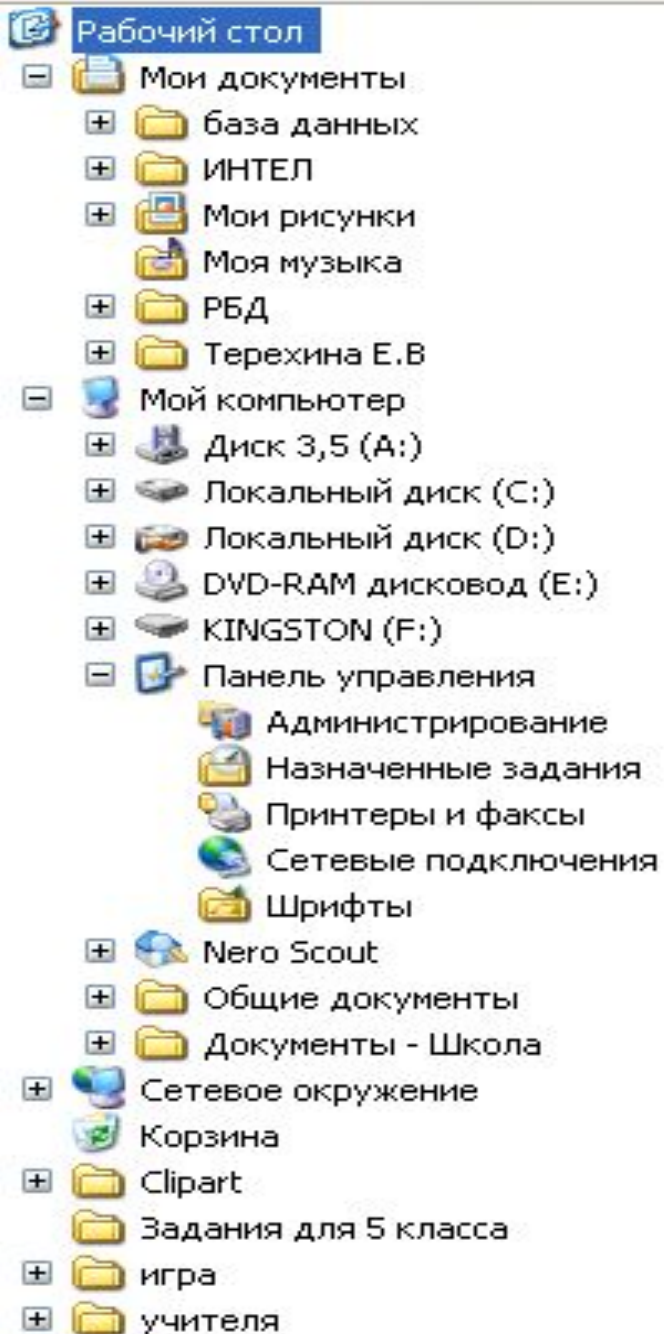 Рабочий стол
Мои документы
база данных
ИНТЕЛ
Мои рисунки
Моя музыка
РБД
Терехина Е.В
Мой компьютер
Диск 3,5 (A:)
Локальный диск (C:)
Локальный диск (D:)
DVD-RAM дисковод (E:)
KINGSTON (F:)
Панель управления
Администрирование
Назначенные задания
Принтеры и факсы
Сетевые подключения
Шрифты
Nero Scout
Общие документы
Документы - Школа
Сетевое окружение
Корзина
Clipart
Задания для 5 класса
игра
учителя